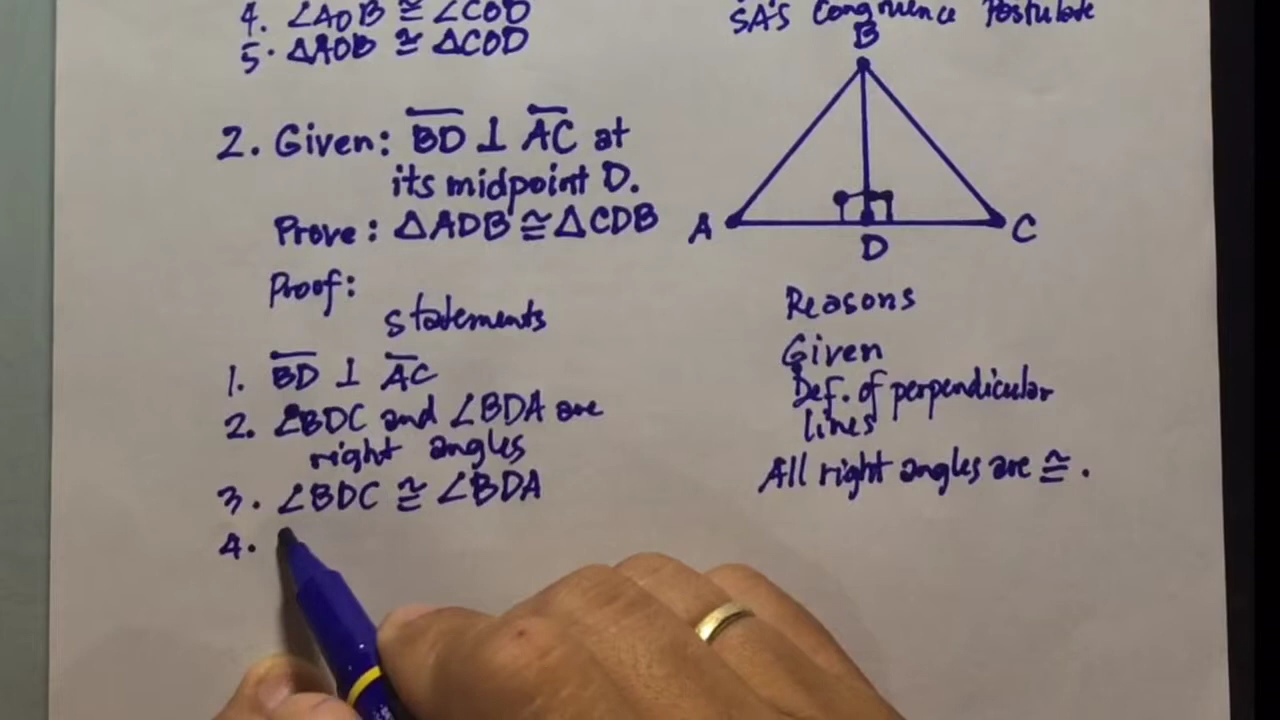 4. ∠AOB ≅ ∠COD
5. △AOB ≅ △COD
SAS Congruence Postulate
B
2. Given: BD ⊥ AC at
its midpoint D.
Prove: △ADB ≅ △CDB
A
C
D
Proof:
Statements
Reasons
1. BD ⊥ AC
Given
2. ∠BDC and ∠BDA are
right angles
Def. of perpendicular
lines
3. ∠BDC ≅ ∠BDA
All right angles are ≅.
4.